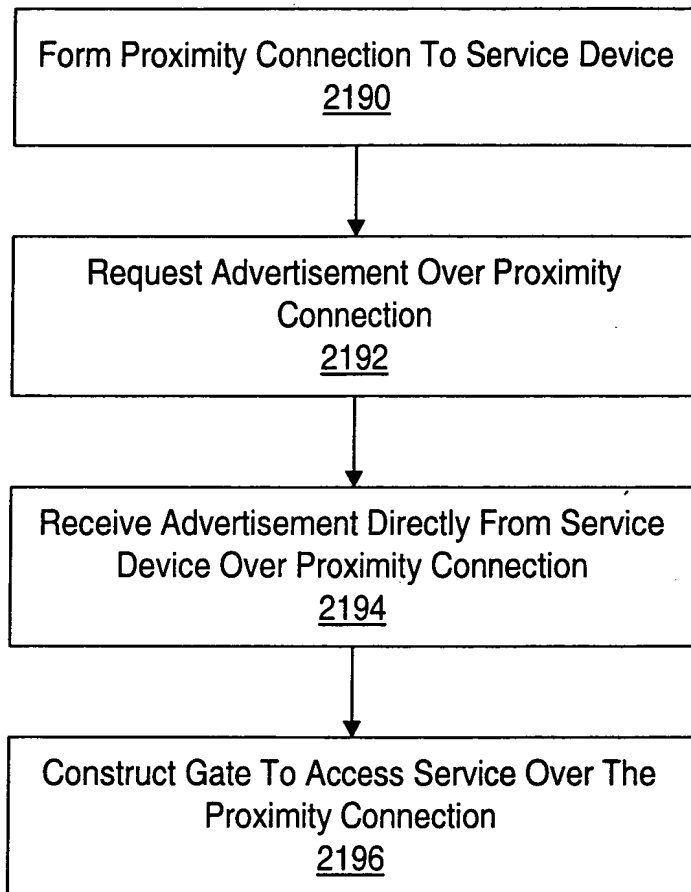 Form Proximity Connection To Service Device
2190
Request Advertisement Over Proximity
Connection
2192
Receive Advertisement Directly From Service
Device Over Proximity Connection
2194
Construct Gate To Access Service Over The
Proximity Connection
2196